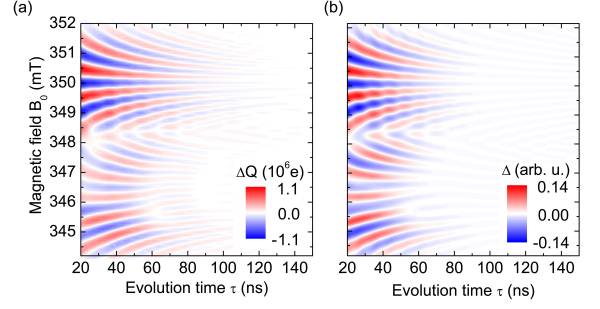 (a)
(b)
352
351
350
349
348
347
346
345
Magnetic field B₀ (mT)
ΔQ (10⁶e)
1.1
0.0
-1.1
Δ (arb. u.)
0.14
0.00
-0.14
20 40 60 80 100 120 140
20 40 60 80 100 120 140
Evolution time τ (ns)
Evolution time τ (ns)